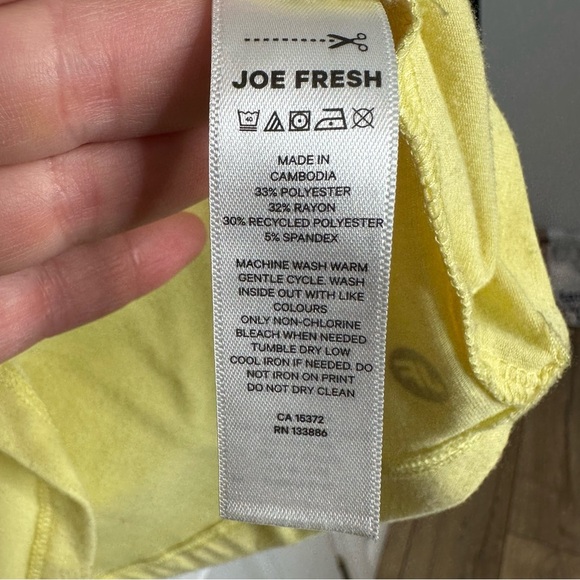 JOE FRESH
40
MADE IN
CAMBODIA
33% POLYESTER
32% RAYON
30% RECYCLED POLYESTER
5% SPANDEX
MACHINE WASH WARM
GENTLE CYCLE. WASH
INSIDE OUT WITH LIKE
COLOURS
ONLY NON-CHLORINE
BLEACH WHEN NEEDED
TUMBLE DRY LOW
COOL IRON IF NEEDED. DO
NOT IRON ON PRINT
DO NOT DRY CLEAN
CA 15372
RN 133886